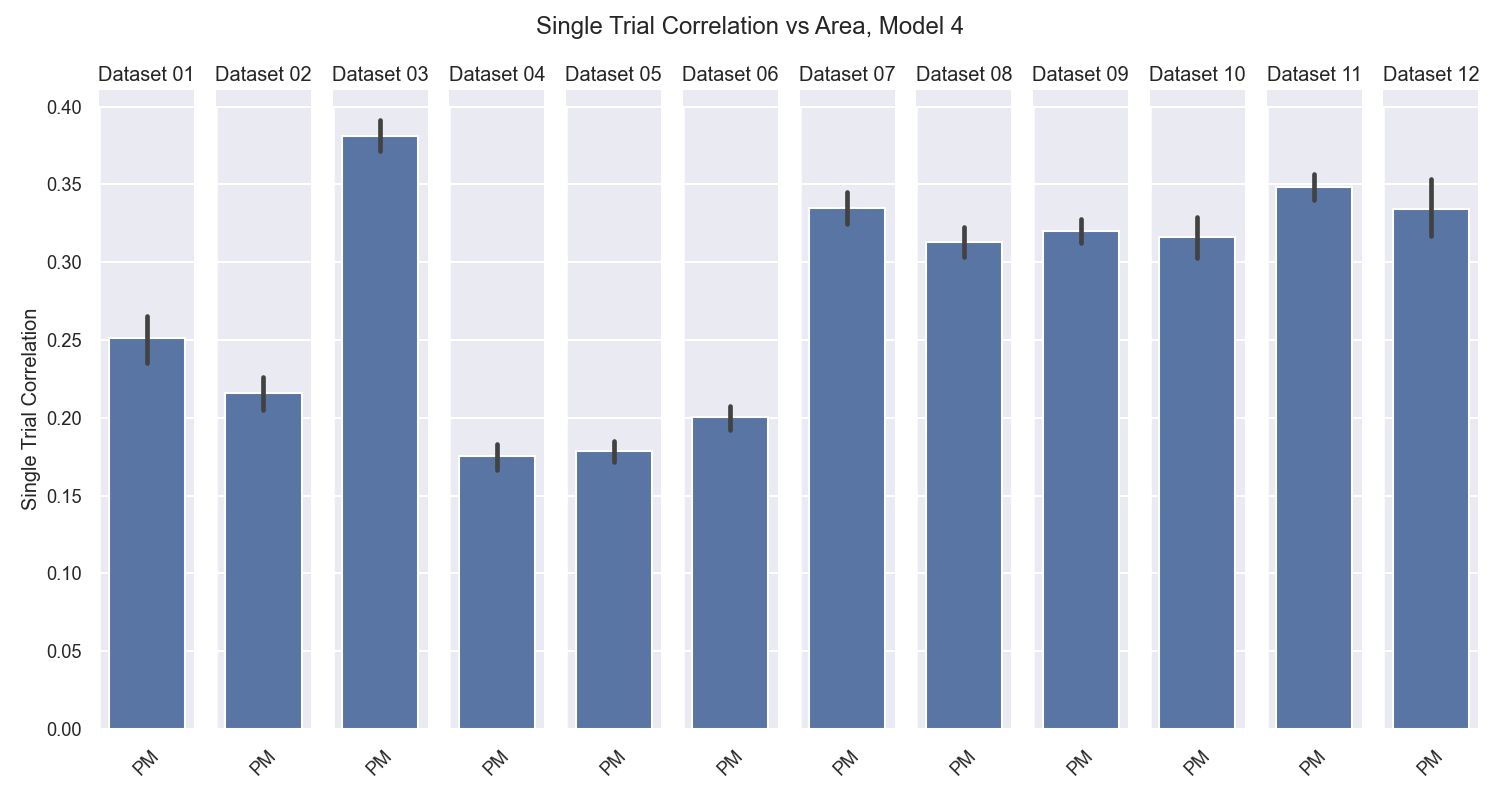 Single Trial Correlation vs Area, Model 4
Dataset 01 Dataset 02 Dataset 03 Dataset 04 Dataset 05 Dataset 06 Dataset 07 Dataset 08 Dataset 09 Dataset 10 Dataset 11 Dataset 12
0.40
0.35
0.30
0.25
0.20
0.15
0.10
0.05
0.00
Single Trial Correlation
PM PM PM PM PM PM PM PM PM PM PM PM